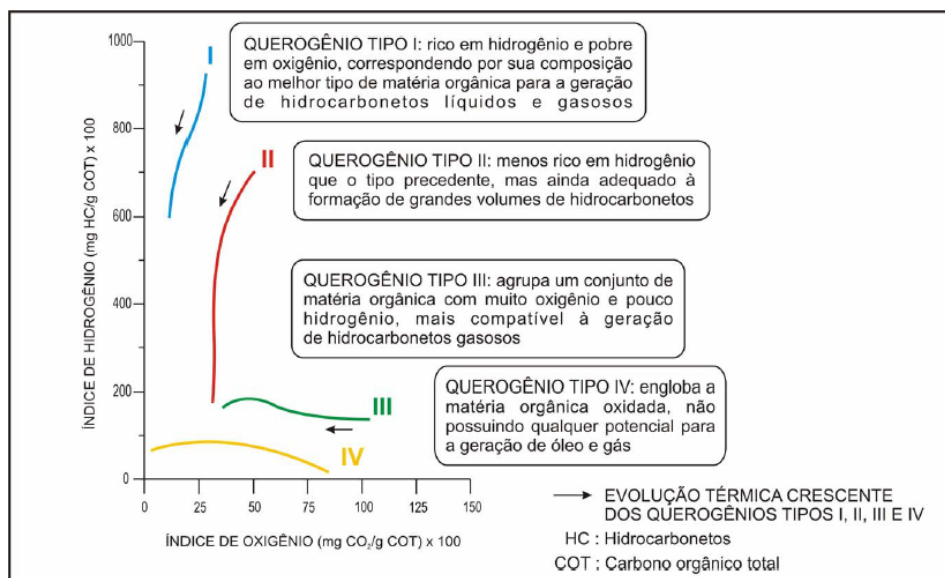 1000
800
600
400
200
0
ÍNDICE DE HIDROGÊNIO (mg HC/g COT) x 100
I
QUEROGÊNIO TIPO I: rico em hidrogênio e pobre
em oxigênio, correspondendo por sua composição
ao melhor tipo de matéria orgânica para a geração
de hidrocarbonetos líquidos e gasosos
II
QUEROGÊNIO TIPO II: menos rico em hidrogênio
que o tipo precedente, mas ainda adequado à
formação de grandes volumes de hidrocarbonetos
QUEROGÊNIO TIPO III: agrupa um conjunto de
matéria orgânica com muito oxigênio e pouco
hidrogênio, mais compatível à geração
de hidrocarbonetos gasosos
III
QUEROGÊNIO TIPO IV: engloba a
matéria orgânica oxidada, não
possuindo qualquer potencial para
a geração de óleo e gás
IV
0 25 50 75 100 125 150
ÍNDICE DE OXIGÊNIO (mg CO₂/g COT) x 100
EVOLUÇÃO TÉRMICA CRESCENTE
DOS QUEROGÊNIOS TIPOS I, II, III E IV
HC : Hidrocarbonetos
COT : Carbono orgânico total